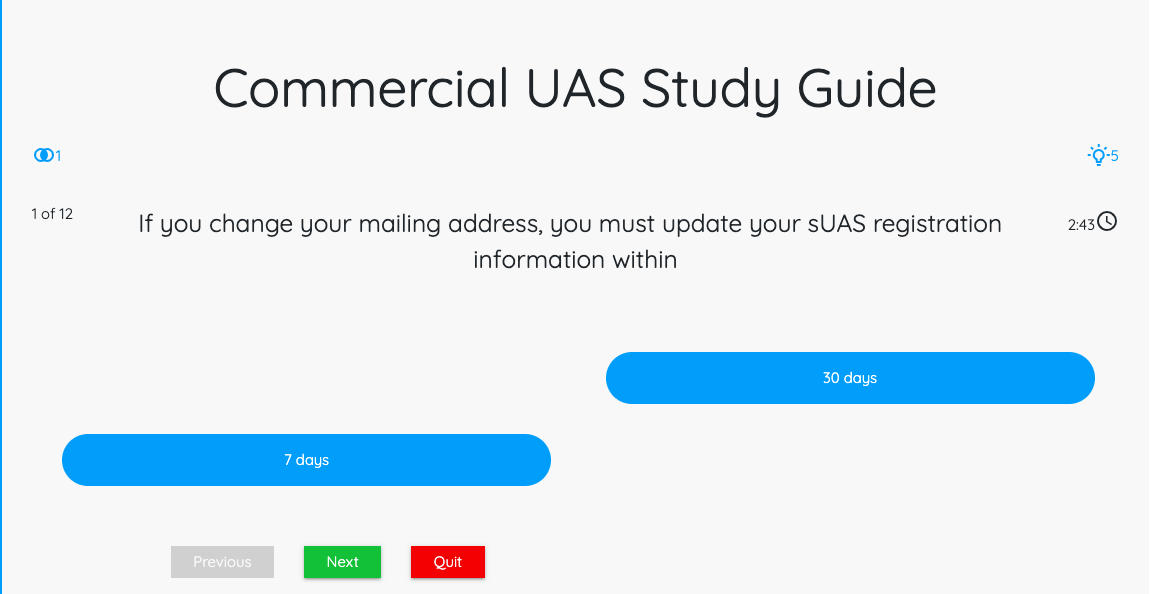 Commercial UAS Study Guide
1
5
1 of 12
If you change your mailing address, you must update your sUAS registration
information within
2:43
30 days
7 days
Previous
Next
Quit